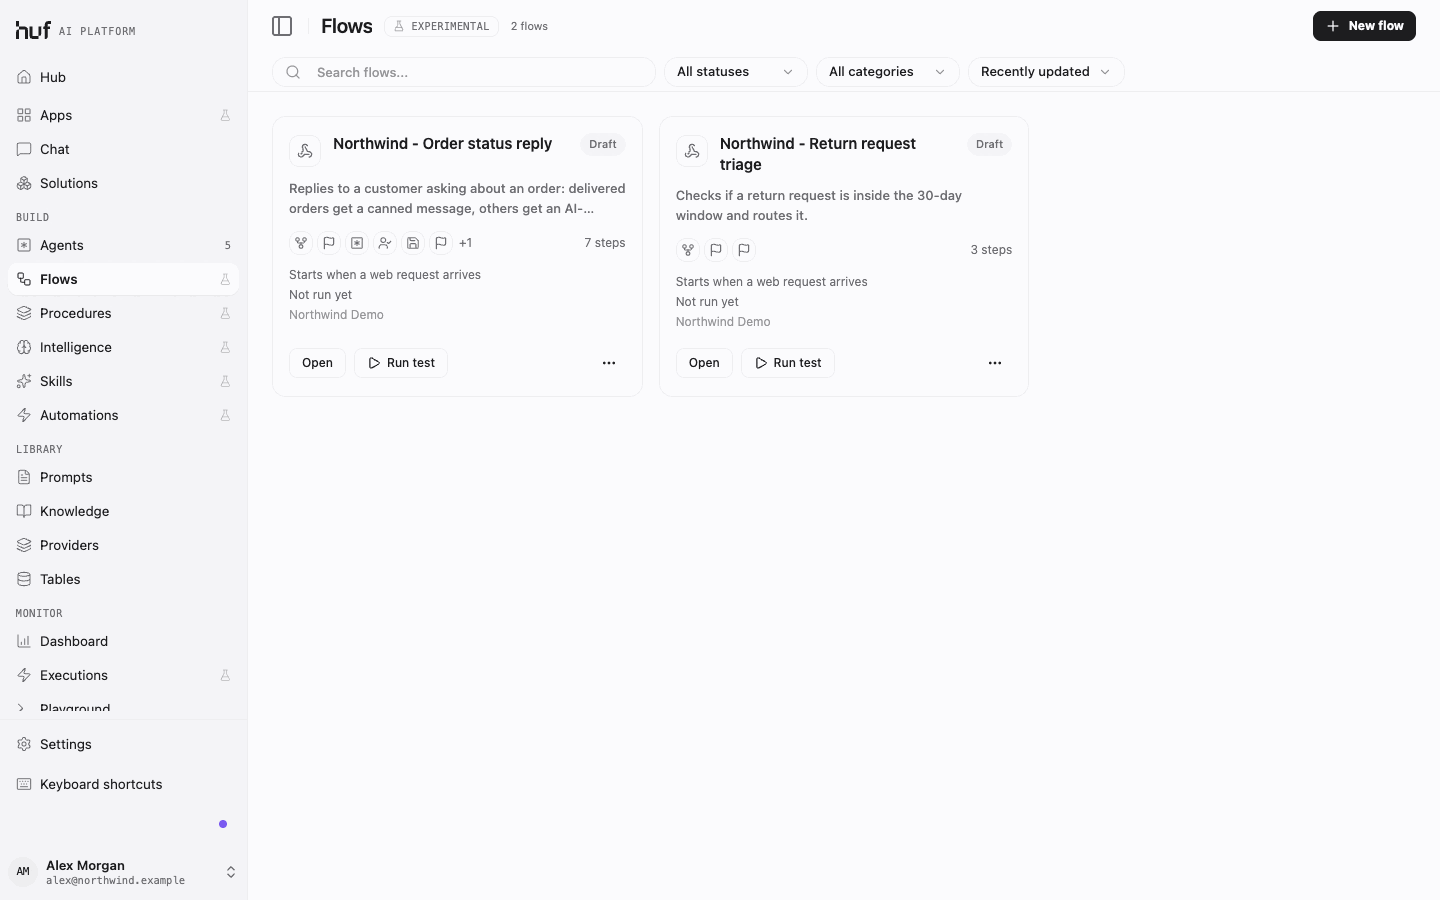 huf AI PLATFORM
Hub
Apps
Chat
Solutions
BUILD
Agents 5
Flows
Procedures
Intelligence
Skills
Automations
LIBRARY
Prompts
Knowledge
Providers
Tables
MONITOR
Dashboard
Executions
Playground
Settings
Keyboard shortcuts
AM
Alex Morgan
alex@northwind.example
Flows EXPERIMENTAL 2 flows
New flow
Search flows... All statuses All categories Recently updated
Northwind - Order status reply Draft
Replies to a customer asking about an order: delivered
orders get a canned message, others get an AI-...
+1 7 steps
Starts when a web request arrives
Not run yet
Northwind Demo
Open Run test
Northwind - Return request
triage
Draft
Checks if a return request is inside the 30-day
window and routes it.
3 steps
Starts when a web request arrives
Not run yet
Northwind Demo
Open Run test